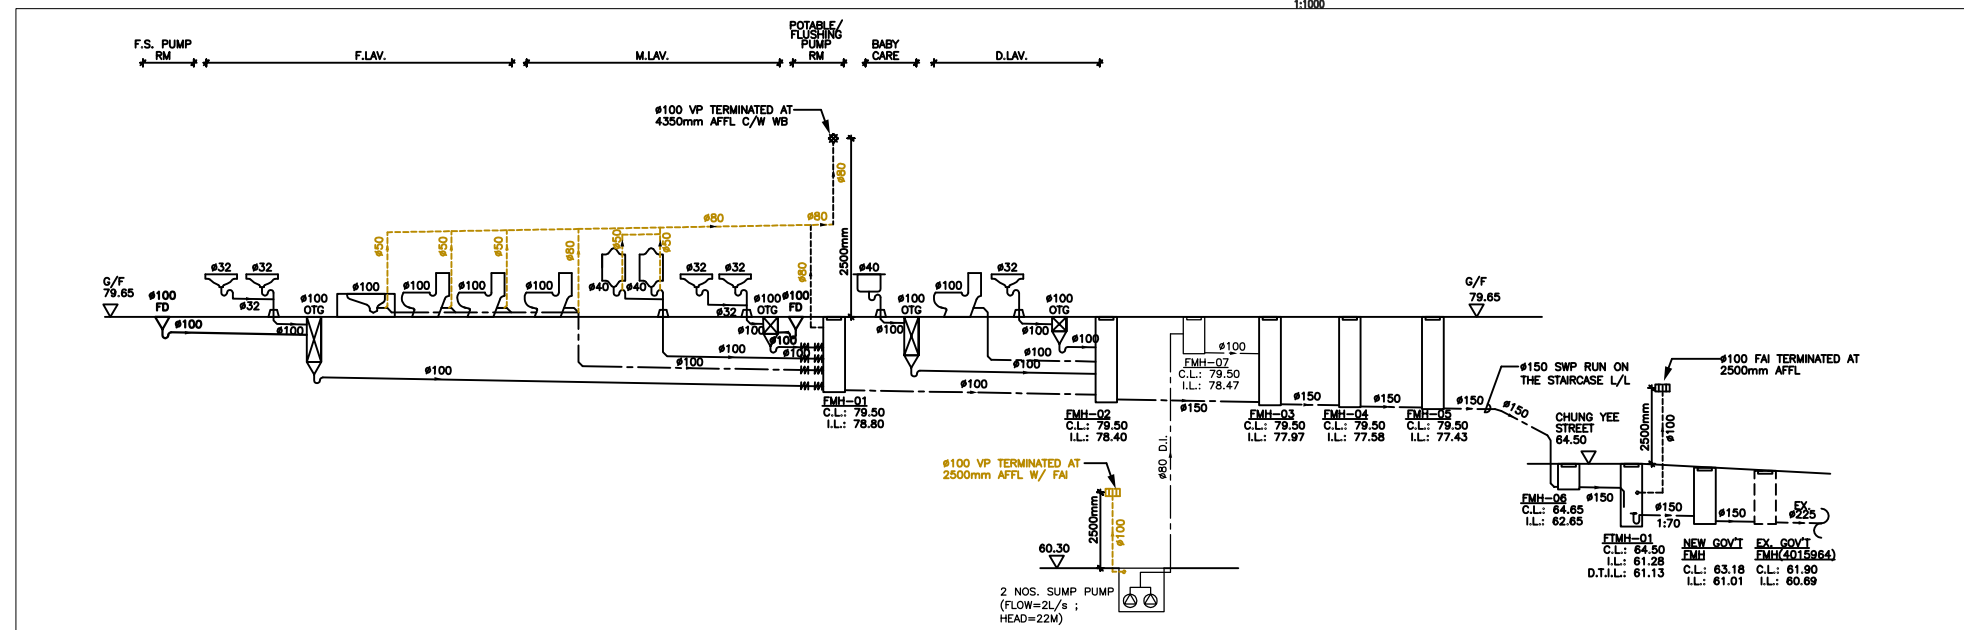 1:1000
F.S. PUMP
RM
F.LAV.
M.LAV.
POTABLE/
FLUSHING
PUMP
RM
BABY
CARE
D.LAV.
ø100 VP TERMINATED AT
4350mm AFFL C/W WB
ø80
2500mm
ø80
ø80
ø50
ø50
ø50
ø80
ø50
ø50
ø80
G/F
79.65
ø100
FD
ø32
ø32
ø32
ø100
OTG
ø100
ø100
ø100
ø100
ø100
ø100
ø40
ø40
ø32
ø32
ø32
ø100
OTG
ø100
FD
ø100
ø100
ø100
ø100
ø100
ø40
ø100
OTG
ø100
ø100
ø32
ø100
OTG
ø100
ø100
ø100
ø100
ø100
G/F
79.65
FMH-01
C.L.: 79.50
I.L.: 78.80
FMH-02
C.L.: 79.50
I.L.: 78.40
ø150
FMH-07
C.L.: 79.50
I.L.: 78.47
ø100
FMH-03
C.L.: 79.50
I.L.: 77.97
ø150
FMH-04
C.L.: 79.50
I.L.: 77.58
ø150
FMH-05
C.L.: 79.50
I.L.: 77.43
ø150
ø150 SWP RUN ON
THE STAIRCASE L/L
ø150
CHUNG YEE
STREET
64.50
2500mm
ø100
ø100 FAI TERMINATED AT
2500mm AFFL
ø100 VP TERMINATED AT
2500mm AFFL W/ FAI
2500mm
ø100
ø80 D.I.
60.30
2 NOS. SUMP PUMP
(FLOW=2L/s ;
HEAD=22M)
FMH-06
C.L.: 64.65
I.L.: 62.65
ø150
FTMH-01
C.L.: 64.50
I.L.: 61.28
D.T.I.L.: 61.13
ø150
1:70
NEW GOV'T
FMH
C.L.: 63.18
I.L.: 61.01
ø150
EX. GOV'T
FMH(4015964)
C.L.: 61.90
I.L.: 60.69
EX.
ø225